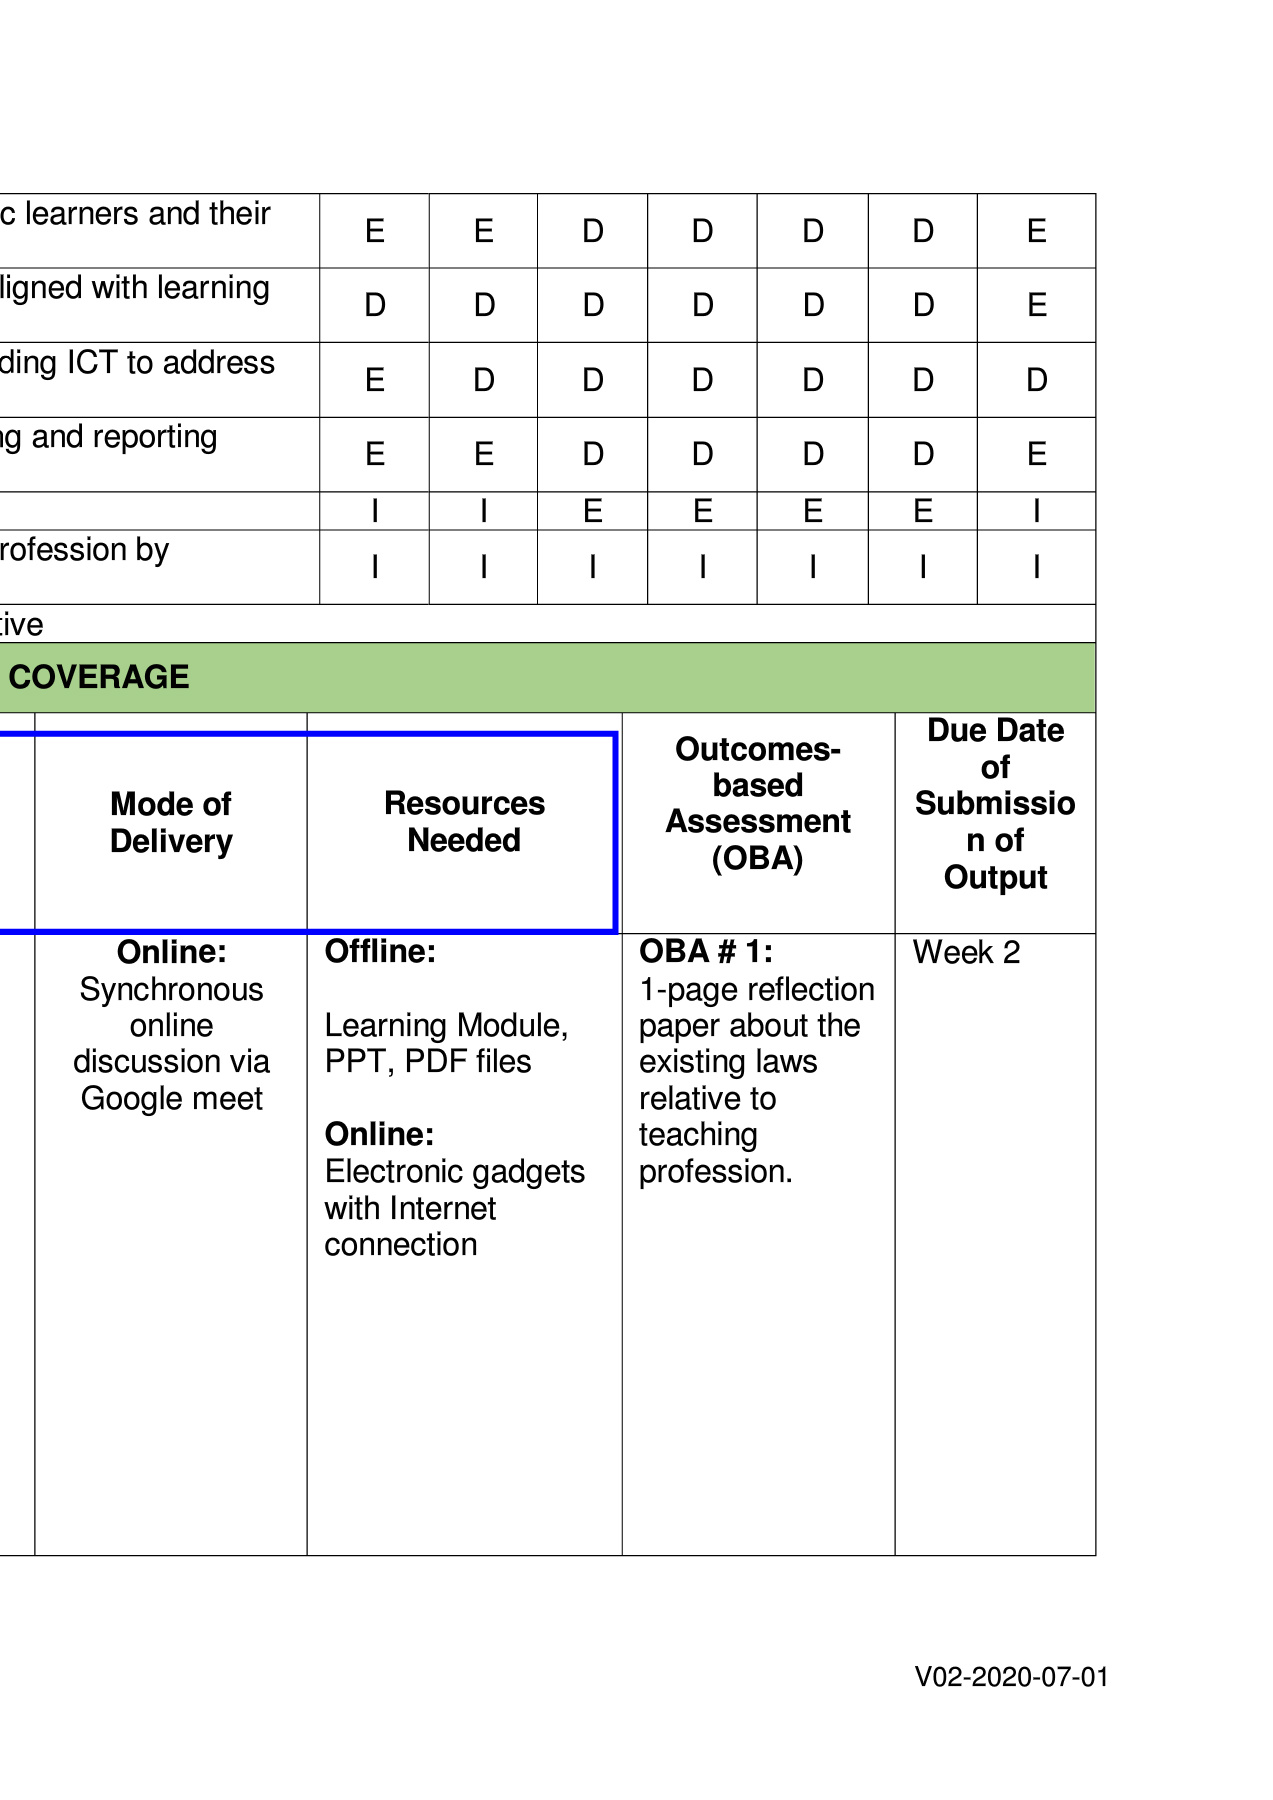 c learners and their
E E D D D D E
ligned with learning
D D D D D D E
ding ICT to address
E D D D D D D
ng and reporting
E E D D D D E
I I E E E E I
rofession by
I I I I I I I
tive
COVERAGE
Mode of
Delivery
Resources
Needed
Outcomes-
based
Assessment
(OBA)
Due Date
of
Submissio
n of
Output
Online:
Synchronous
online
discussion via
Google meet
Offline:
Learning Module,
PPT, PDF files
Online:
Electronic gadgets
with Internet
connection
OBA # 1:
1-page reflection
paper about the
existing laws
relative to
teaching
profession.
Week 2
V02-2020-07-01